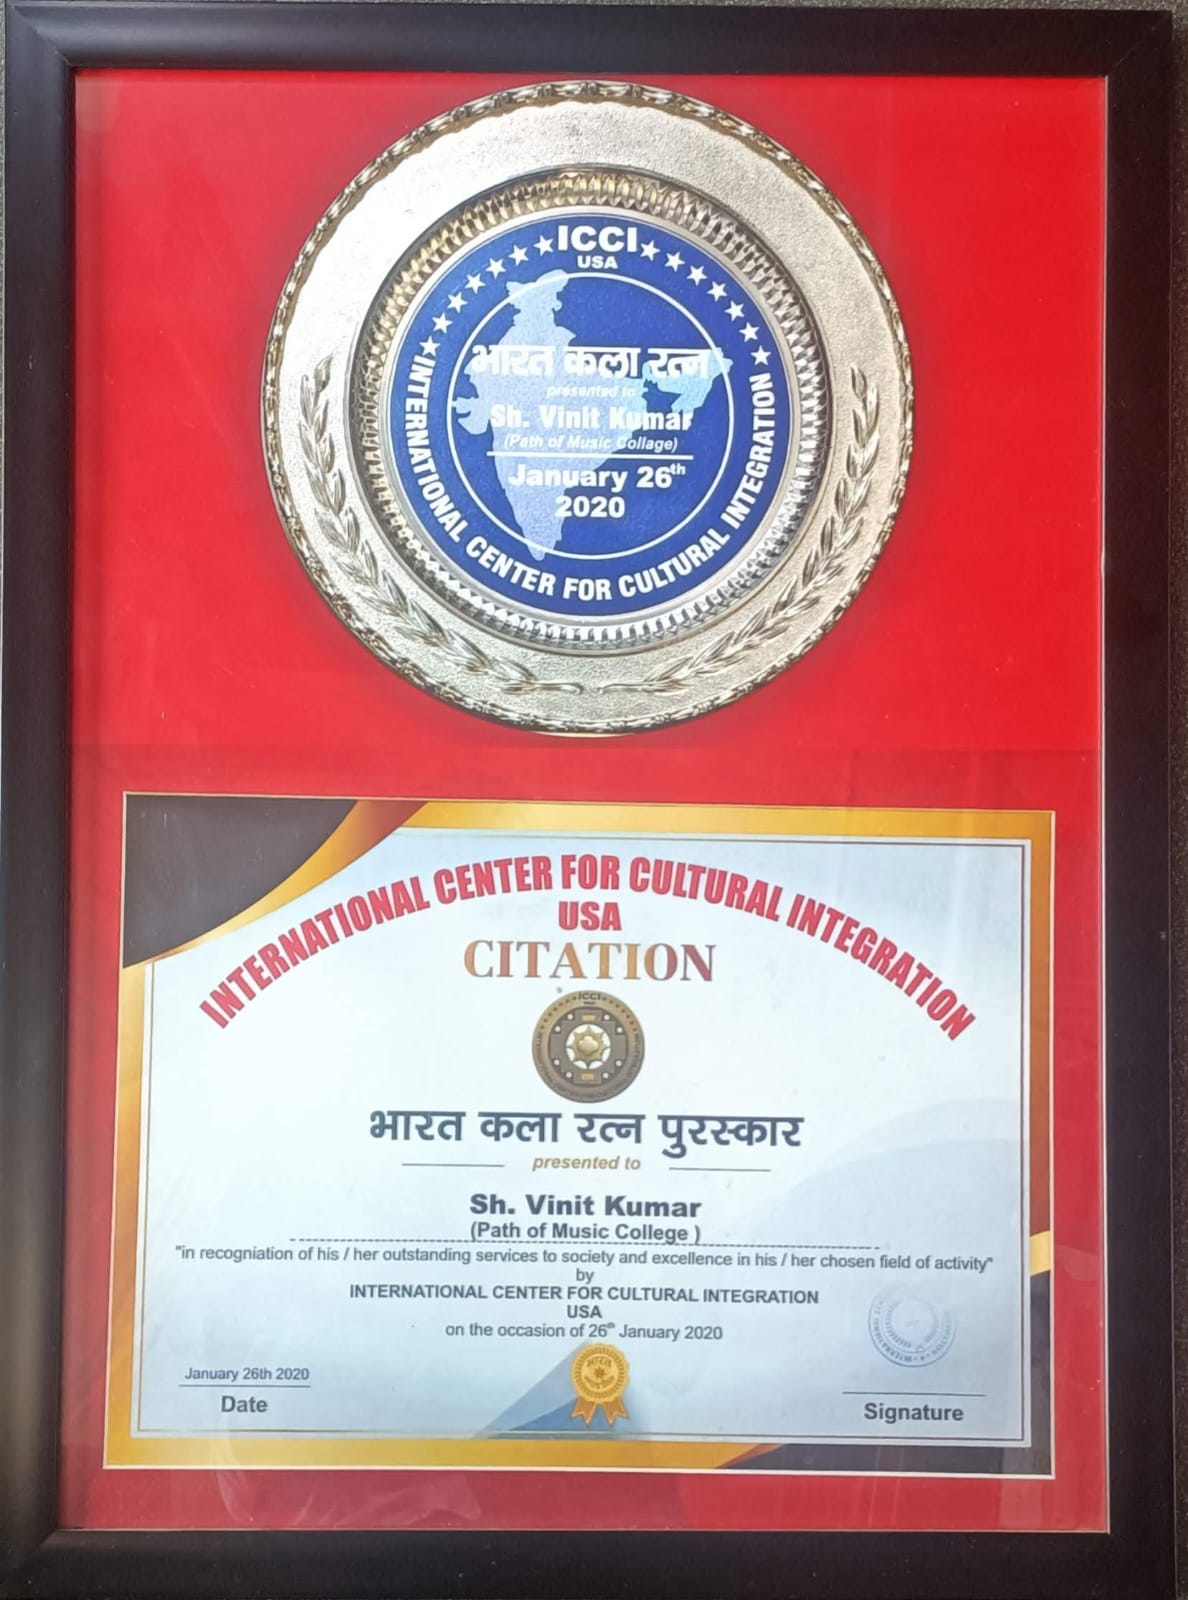 ICCI
USA
भारत कला रत्न
presented to
Sh. Vinit Kumar
(Path of Music Collage)
January 26th
2020
INTERNATIONAL CENTER FOR CULTURAL INTEGRATION
INTERNATIONAL CENTER FOR CULTURAL INTEGRATION
USA
CITATION
ICCI
भारत कला रत्न पुरस्कार
presented to
Sh. Vinit Kumar
(Path of Music College )
"in recogniation of his / her outstanding services to society and excellence in his / her chosen field of activity"
by
INTERNATIONAL CENTER FOR CULTURAL INTEGRATION
USA
on the occasion of 26th January 2020
भारत
January 26th 2020
Date
Signature